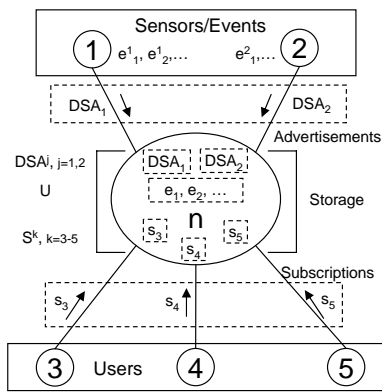 Sensors/Events
1 e¹₁, e¹₂,… e²₁,… 2
DSA₁ DSA₂
Advertisements
DSAʲ, j=1,2
U
Sᵏ, k=3-5
DSA₁ DSA₂
e₁, e₂, …
n
s₃ s₄ s₅
Storage
Subscriptions
s₃ s₄ s₅
3 Users 4 5